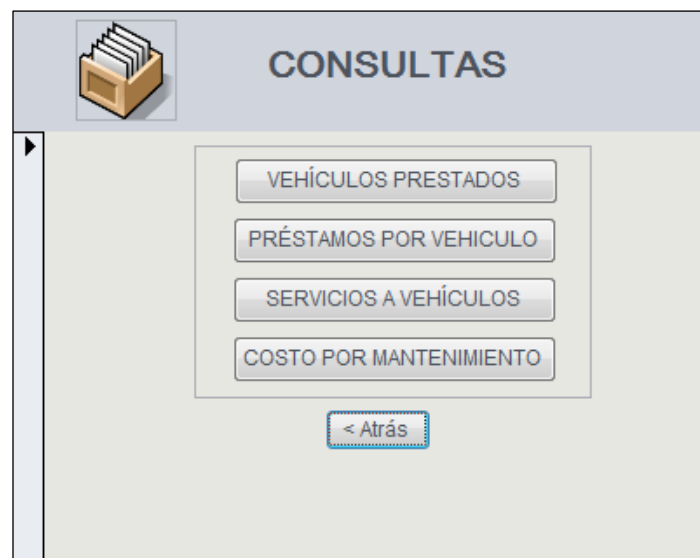 CONSULTAS
VEHÍCULOS PRESTADOS
PRÉSTAMOS POR VEHICULO
SERVICIOS A VEHÍCULOS
COSTO POR MANTENIMIENTO
< Atrás